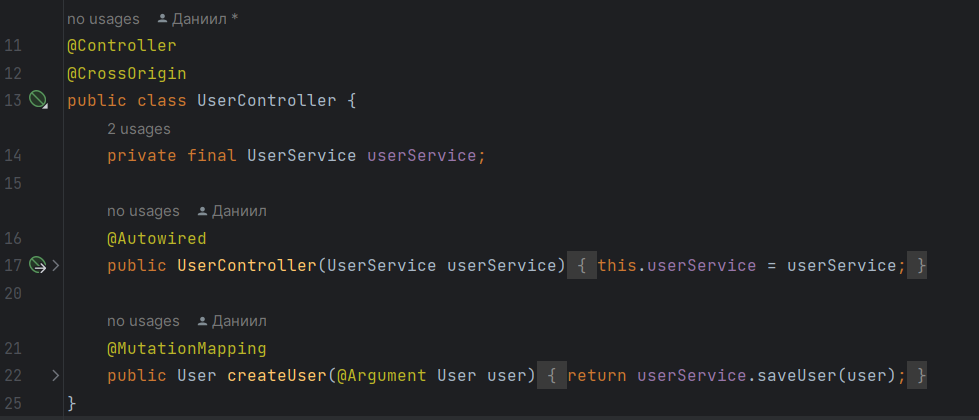 no usages Даниил *
11 @Controller
12 @CrossOrigin
13 public class UserController {
2 usages
14 private final UserService userService;
15
no usages Даниил
16 @Autowired
17 public UserController(UserService userService) { this.userService = userService; }
20
no usages Даниил
21 @MutationMapping
22 public User createUser(@Argument User user) { return userService.saveUser(user); }
25 }